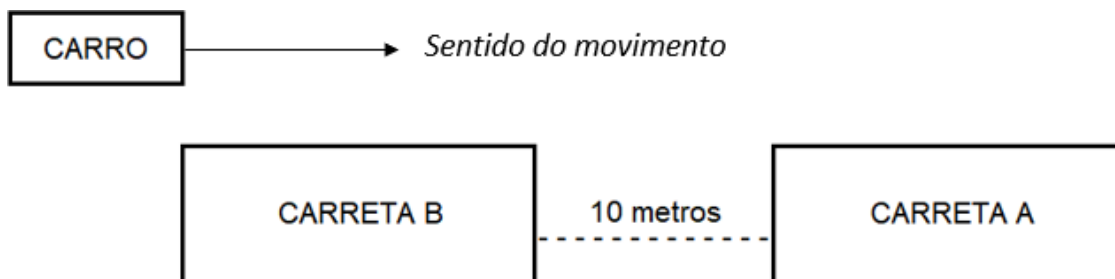 CARRO
Sentido do movimento
CARRETA B
10 metros
CARRETA A